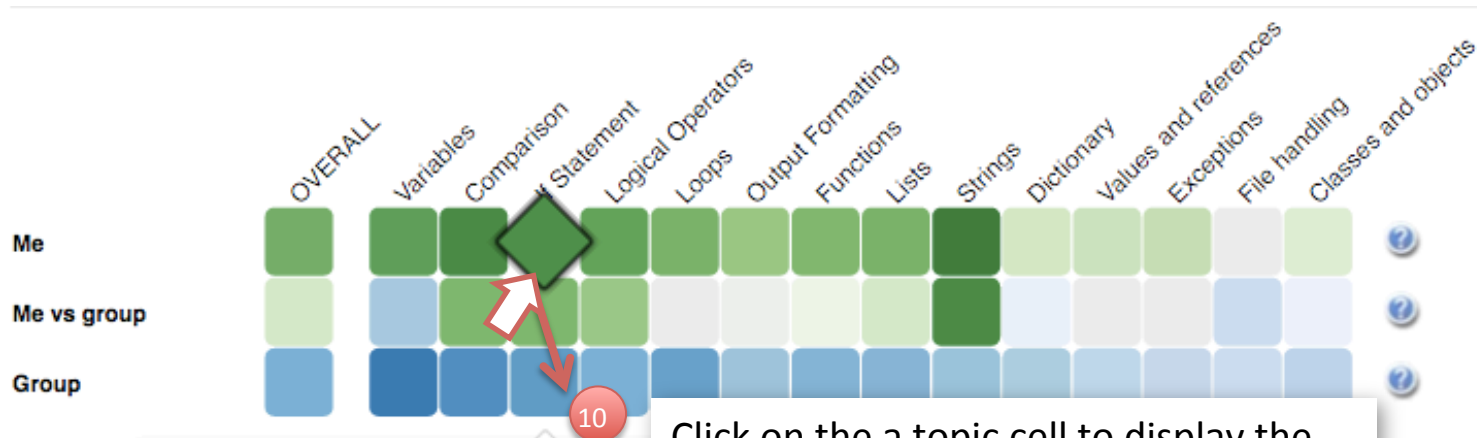 OVERALL
Variables
Comparison
If Statement
Logical Operators
Loops
Output Formatting
Functions
Lists
Strings
Dictionary
Values and references
Exceptions
File handling
Classes and objects
Me
?
Me vs group
?
Group
?
10
Click on the a topic cell to display the